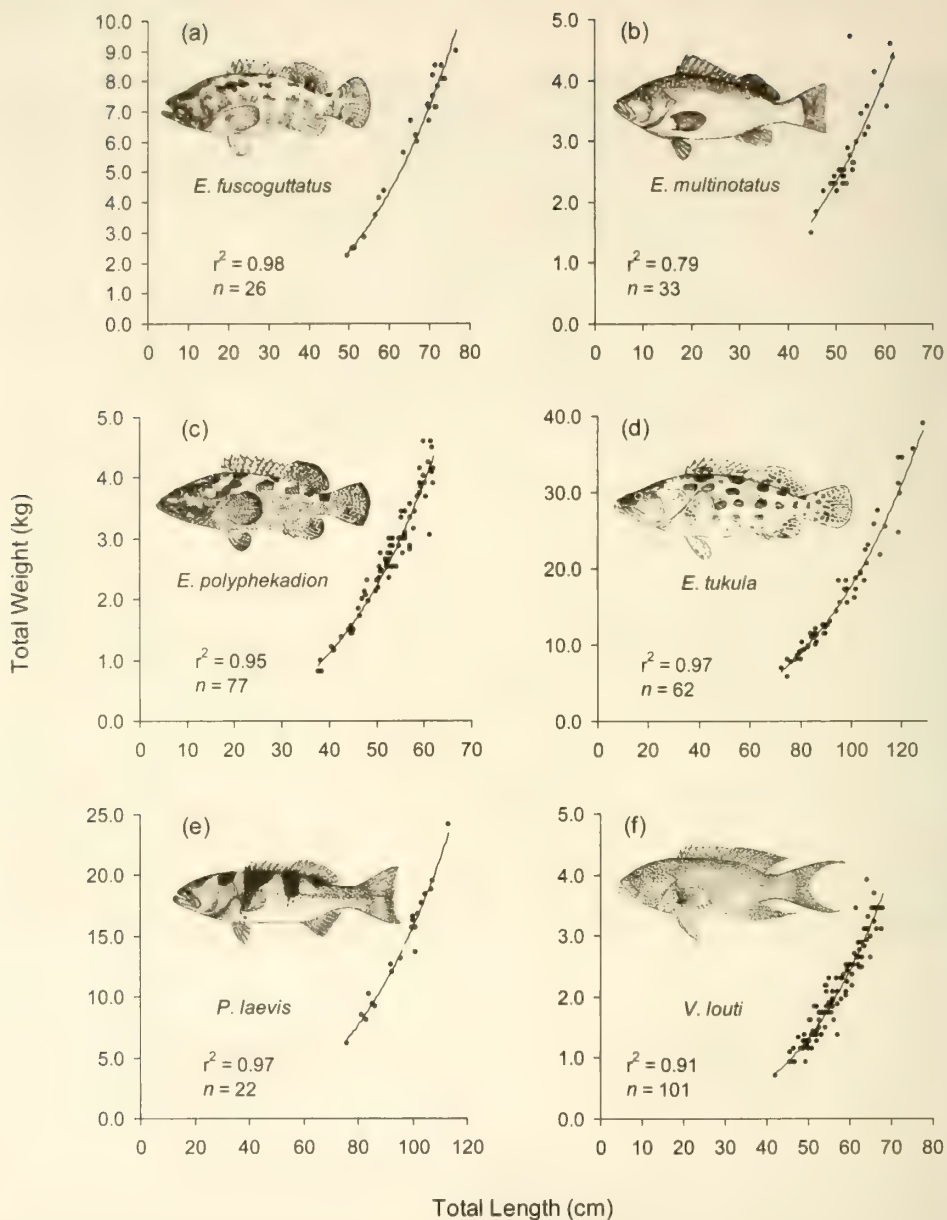 Total Weight (kg)
(a)
10.0
9.0
8.0
7.0
6.0
5.0
4.0
3.0
2.0
1.0
0.0
E. fuscoguttatus
r² = 0.98
n = 26
0 10 20 30 40 50 60 70 80
(b)
5.0
4.0
3.0
2.0
1.0
0.0
E. multinotatus
r² = 0.79
n = 33
0 10 20 30 40 50 60 70
(c)
5.0
4.0
3.0
2.0
1.0
0.0
E. polyphekadion
r² = 0.95
n = 77
0 10 20 30 40 50 60 70
(d)
40.0
30.0
20.0
10.0
0.0
E. tukula
r² = 0.97
n = 62
0 20 40 60 80 100 120
(e)
25.0
20.0
15.0
10.0
5.0
0.0
P. laevis
r² = 0.97
n = 22
0 20 40 60 80 100 120
(f)
5.0
4.0
3.0
2.0
1.0
0.0
V. louti
r² = 0.91
n = 101
0 10 20 30 40 50 60 70 80
Total Length (cm)